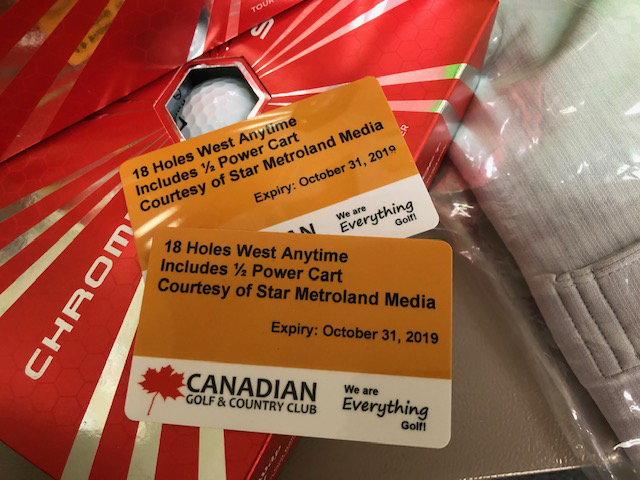 TOUR
S
CHROM
18 Holes West Anytime
Includes ½ Power Cart
Courtesy of Star Metroland Media
Expiry: October 31, 2019
AN
We are
Everything
Golf!
18 Holes West Anytime
Includes ½ Power Cart
Courtesy of Star Metroland Media
Expiry: October 31, 2019
CANADIAN
GOLF & COUNTRY CLUB
We are
Everything
Golf!